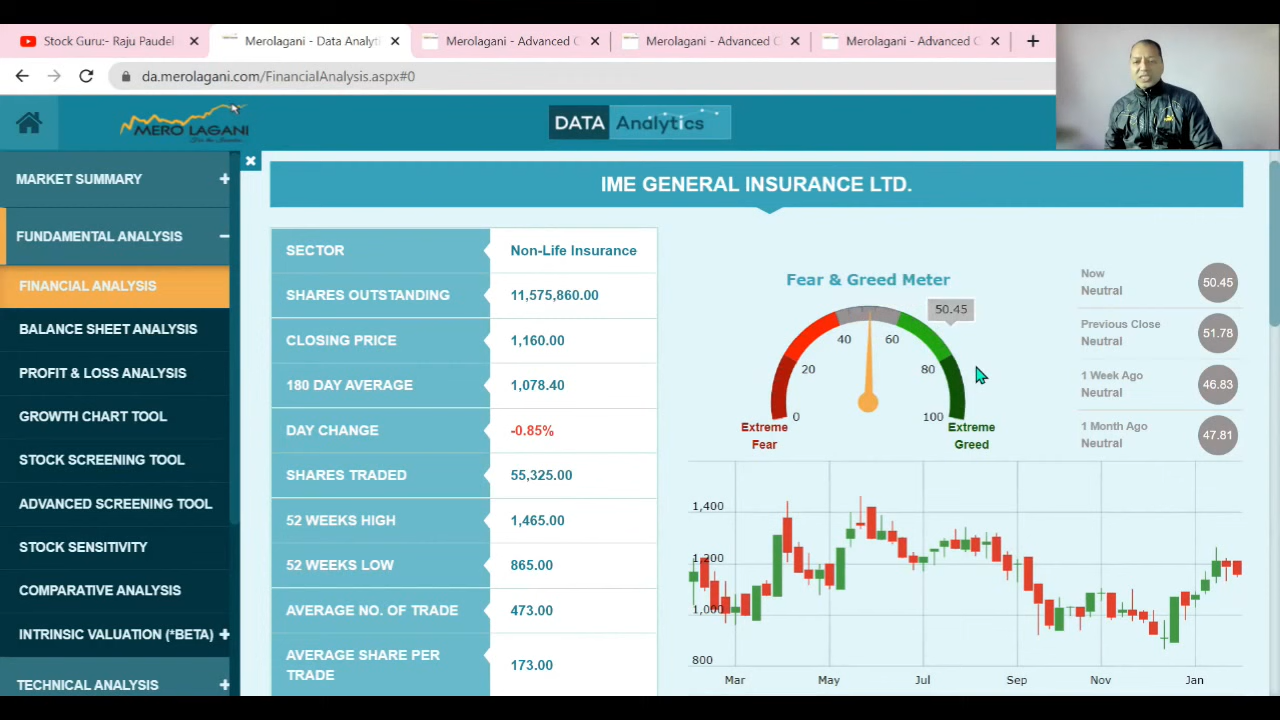 Stock Guru:- Raju Paudel
Merolagani - Data Analyti
Merolagani - Advanced C
Merolagani - Advanced C
Merolagani - Advanced C
da.merolagani.com/FinancialAnalysis.aspx#0
MERO LAGANI
DATA Analytics
MARKET SUMMARY
FUNDAMENTAL ANALYSIS
FINANCIAL ANALYSIS
BALANCE SHEET ANALYSIS
PROFIT & LOSS ANALYSIS
GROWTH CHART TOOL
STOCK SCREENING TOOL
ADVANCED SCREENING TOOL
STOCK SENSITIVITY
COMPARATIVE ANALYSIS
INTRINSIC VALUATION (*BETA)
TECHNICAL ANALYSIS
IME GENERAL INSURANCE LTD.
SECTOR Non-Life Insurance
SHARES OUTSTANDING 11,575,860.00
CLOSING PRICE 1,160.00
180 DAY AVERAGE 1,078.40
DAY CHANGE -0.85%
SHARES TRADED 55,325.00
52 WEEKS HIGH 1,465.00
52 WEEKS LOW 865.00
AVERAGE NO. OF TRADE 473.00
AVERAGE SHARE PER
TRADE 173.00
Fear & Greed Meter
50.45
40 60
20 80
0 100
Extreme
Fear
Extreme
Greed
Now
Neutral 50.45
Previous Close
Neutral 51.78
1 Week Ago
Neutral 46.83
1 Month Ago
Neutral 47.81
1,400
1,200
1,000
800
Mar May Jul Sep Nov Jan